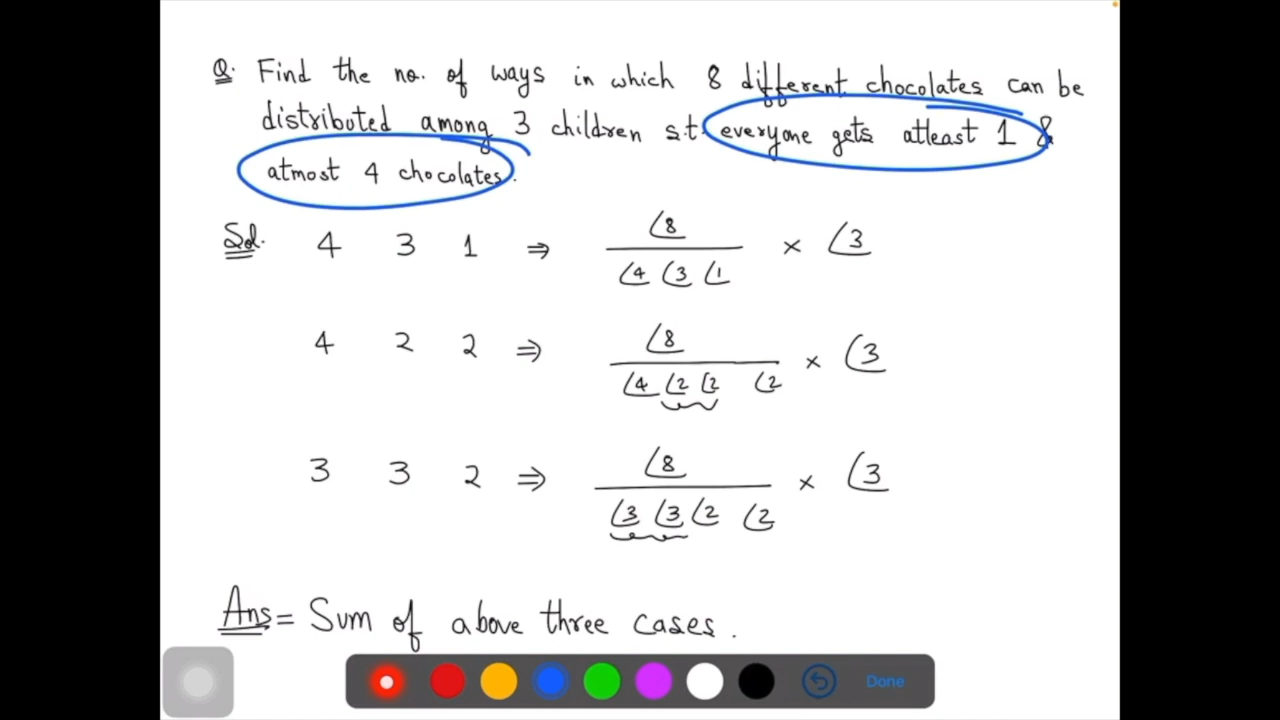 Q. Find the no. of ways in which 8 different chocolates can be
distributed among 3 children s.t. everyone gets atleast 1 &
atmost 4 chocolates.
Sol. 4 3 1 ⇒ ∠8 / ∠4 ∠3 ∠1 × ∠3
4 2 2 ⇒ ∠8 / ∠4 ∠2 ∠2 ∠2 × ∠3
3 3 2 ⇒ ∠8 / ∠3 ∠3 ∠2 ∠2 × ∠3
Ans = Sum of above three cases.
Done